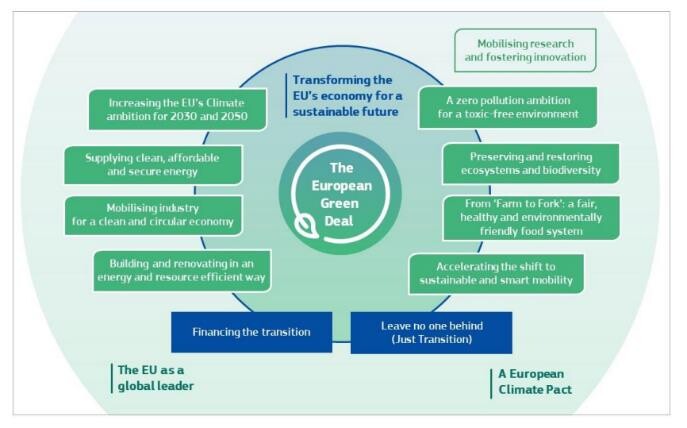 Mobilising research
and fostering innovation
Transforming the
EU's economy for a
sustainable future
Increasing the EU's Climate
ambition for 2030 and 2050
A zero pollution ambition
for a toxic-free environment
Supplying clean, affordable
and secure energy
The
European
Green
Deal
Preserving and restoring
ecosystems and biodiversity
Mobilising industry
for a clean and circular economy
From 'Farm to Fork': a fair,
healthy and environmentally
friendly food system
Building and renovating in an
energy and resource efficient way
Accelerating the shift to
sustainable and smart mobility
Financing the transition
Leave no one behind
(Just Transition)
The EU as a
global leader
A European
Climate Pact